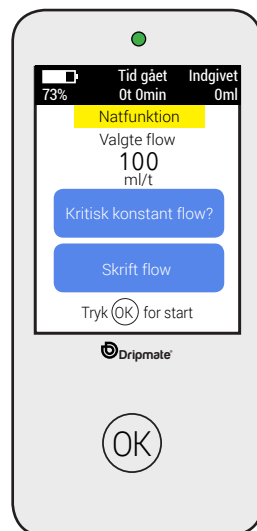 Tid gået Indgivet
73% 0t 0min 0ml
Natfunktion
Valgte flow
100
ml/t
Kritisk konstant flow?
Skrift flow
Tryk OK for start
Dripmate
OK